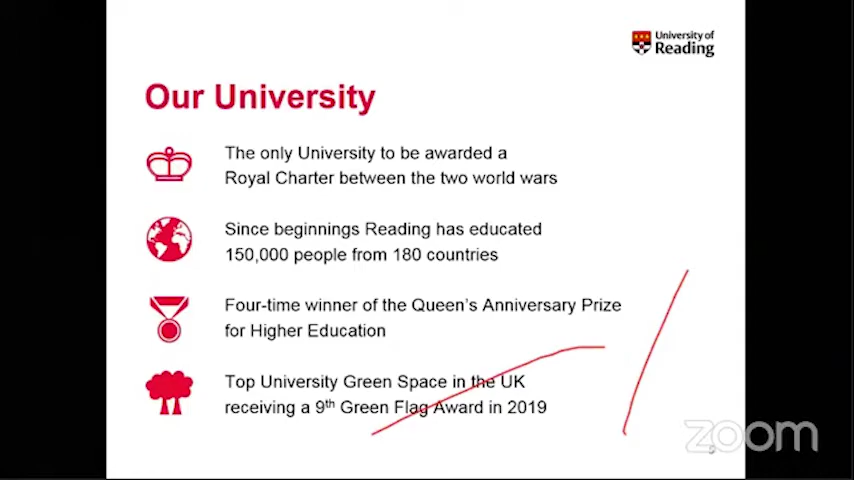 University of
Reading
Our University
The only University to be awarded a
Royal Charter between the two world wars
Since beginnings Reading has educated
150,000 people from 180 countries
Four-time winner of the Queen's Anniversary Prize
for Higher Education
Top University Green Space in the UK
receiving a 9th Green Flag Award in 2019
zoom